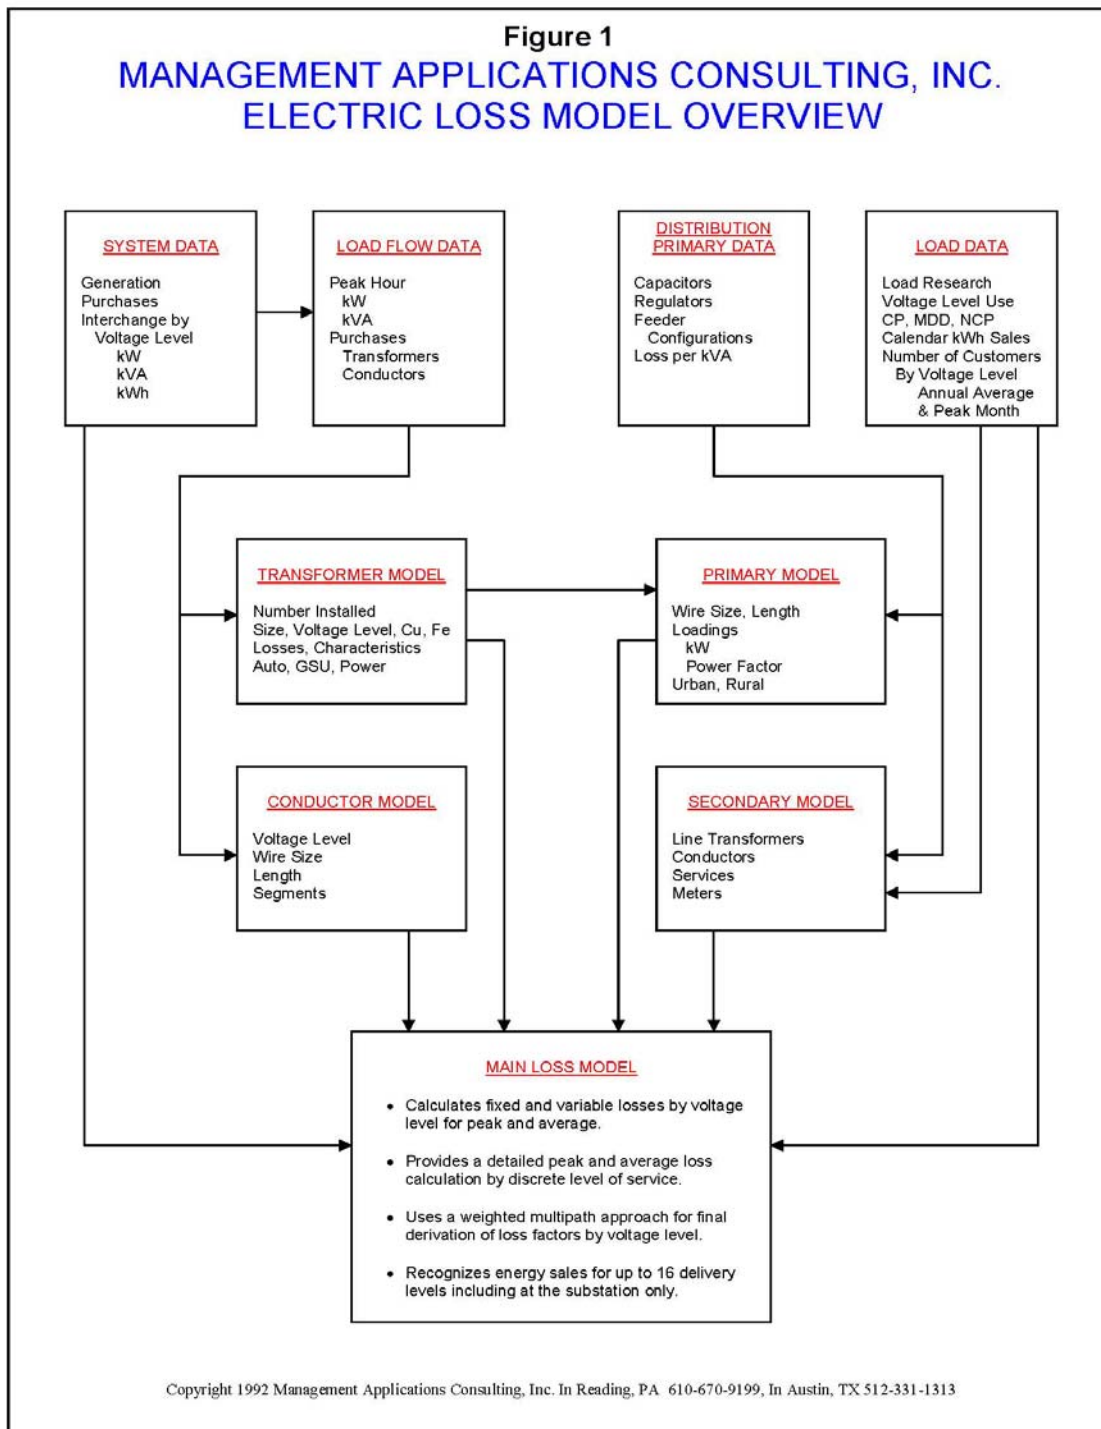 Figure 1
MANAGEMENT APPLICATIONS CONSULTING, INC.
ELECTRIC LOSS MODEL OVERVIEW
SYSTEM DATA
Generation
Purchases
Interchange by
Voltage Level
kW
kVA
kWh
LOAD FLOW DATA
Peak Hour
kW
kVA
Purchases
Transformers
Conductors
DISTRIBUTION
PRIMARY DATA
Capacitors
Regulators
Feeder
Configurations
Loss per kVA
LOAD DATA
Load Research
Voltage Level Use
CP, MDD, NCP
Calendar kWh Sales
Number of Customers
By Voltage Level
Annual Average
& Peak Month
TRANSFORMER MODEL
Number Installed
Size, Voltage Level, Cu, Fe
Losses, Characteristics
Auto, GSU, Power
PRIMARY MODEL
Wire Size, Length
Loadings
kW
Power Factor
Urban, Rural
CONDUCTOR MODEL
Voltage Level
Wire Size
Length
Segments
SECONDARY MODEL
Line Transformers
Conductors
Services
Meters
MAIN LOSS MODEL
• Calculates fixed and variable losses by voltage
level for peak and average.
• Provides a detailed peak and average loss
calculation by discrete level of service.
• Uses a weighted multipath approach for final
derivation of loss factors by voltage level.
• Recognizes energy sales for up to 16 delivery
levels including at the substation only.
Copyright 1992 Management Applications Consulting, Inc. In Reading, PA 610-670-9199, In Austin, TX 512-331-1313